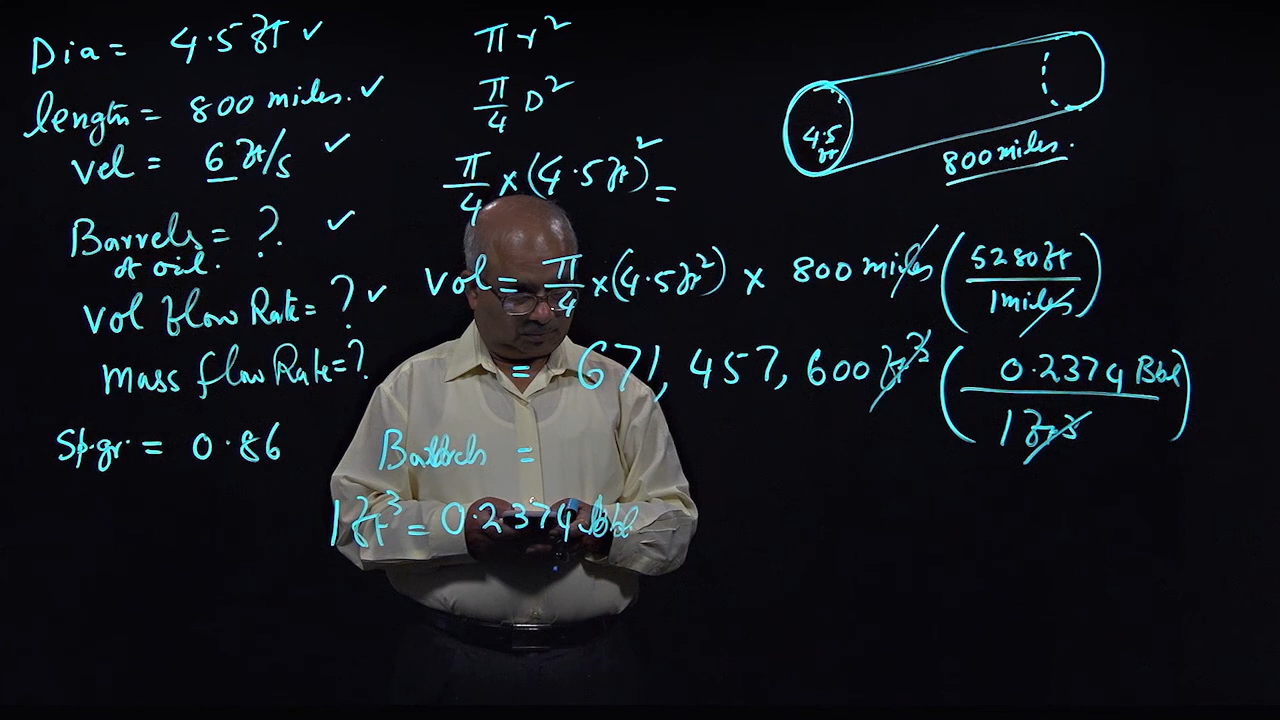 Dia = 4.5 ft ✓
length = 800 miles. ✓
vel = 6 ft/s ✓
Barrels = ? ✓
of oil.
Vol flow Rate = ? ✓
mass flow Rate = ?
Sp.gr = 0.86
π r²
π/4 D²
π/4 × (4.5 ft)² =
Vol = π/4 × (4.5 ft²) × 800 miles (5280 ft / 1 miles)
= 671,457,600 ft³ (0.2374 Bbl / 1 ft³)
Barrels =
1 ft³ = 0.2374 Bbl
4.5
ft
800 miles.